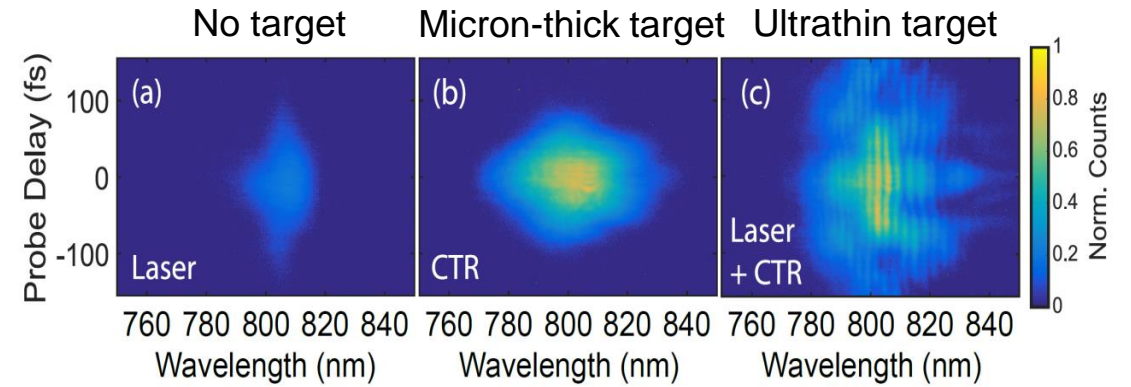 No target
Micron-thick target
Ultrathin target
(a)
(b)
(c)
Laser
CTR
Laser
+ CTR
Probe Delay (fs)
100
0
-100
760 780 800 820 840
760 780 800 820 840
760 780 800 820 840
Wavelength (nm)
Wavelength (nm)
Wavelength (nm)
1
0.8
0.6
0.4
0.2
0
Norm. Counts